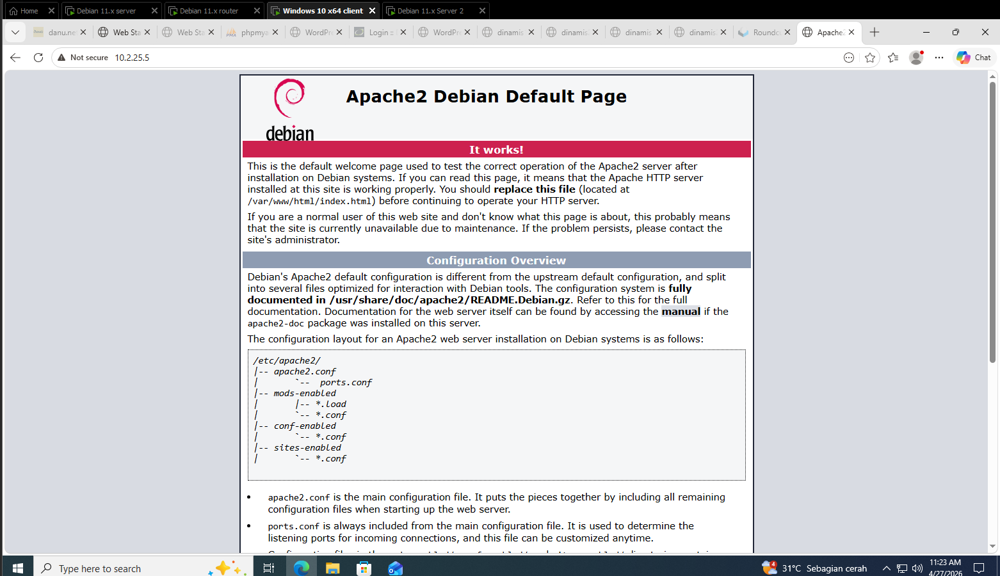 Home
Debian 11.x server
Debian 11.x router
Windows 10 x64 client
Debian 11.x Server 2
danu.ne
Web Sta
Web Sta
phpmya
WordPre
Login ::
WordPre
dinamis
dinamis
dinamis
dinamis
Roundcu
Apache2
Not secure 10.2.25.5
Chat
debian
Apache2 Debian Default Page
It works!
This is the default welcome page used to test the correct operation of the Apache2 server after
installation on Debian systems. If you can read this page, it means that the Apache HTTP server
installed at this site is working properly. You should replace this file (located at
/var/www/html/index.html) before continuing to operate your HTTP server.
If you are a normal user of this web site and don't know what this page is about, this probably means
that the site is currently unavailable due to maintenance. If the problem persists, please contact the
site's administrator.
Configuration Overview
Debian's Apache2 default configuration is different from the upstream default configuration, and split
into several files optimized for interaction with Debian tools. The configuration system is fully
documented in /usr/share/doc/apache2/README.Debian.gz. Refer to this for the full
documentation. Documentation for the web server itself can be found by accessing the manual if the
apache2-doc package was installed on this server.
The configuration layout for an Apache2 web server installation on Debian systems is as follows:
/etc/apache2/
|-- apache2.conf
|       `--  ports.conf
|-- mods-enabled
|       |-- *.load
|       `-- *.conf
|-- conf-enabled
|       `-- *.conf
|-- sites-enabled
|       `-- *.conf
• apache2.conf is the main configuration file. It puts the pieces together by including all remaining
configuration files when starting up the web server.
• ports.conf is always included from the main configuration file. It is used to determine the
listening ports for incoming connections, and this file can be customized anytime.
Type here to search
4
31°C Sebagian cerah
11:23 AM
4/27/2026